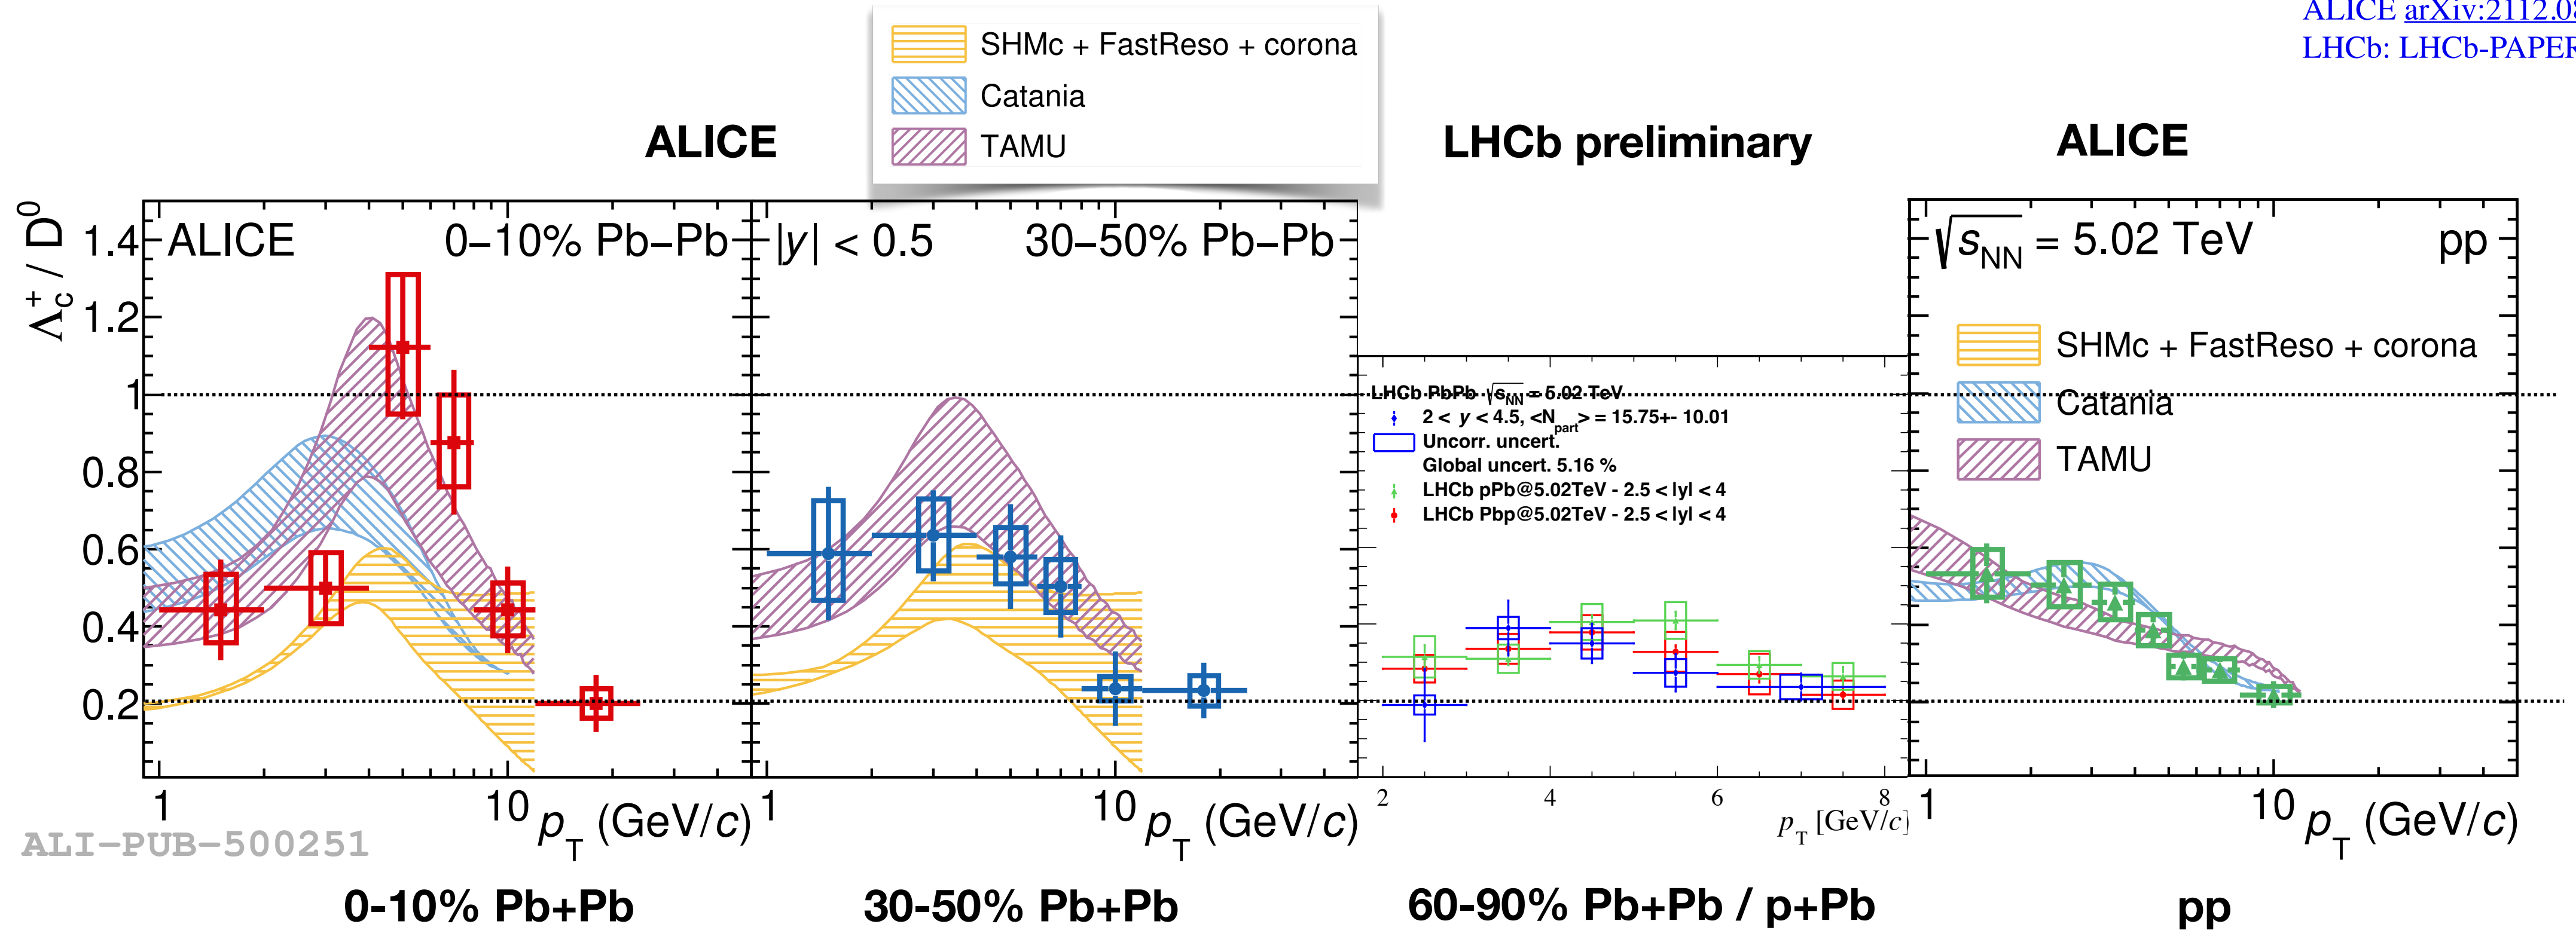 ALICE arXiv:2112.08
LHCb: LHCb-PAPER
SHMc + FastReso + corona
Catania
TAMU
ALICE
LHCb preliminary
ALICE
Λc+ / D0
1.4
1.2
1
0.8
0.6
0.4
0.2
ALICE
0–10% Pb–Pb
|y| < 0.5
30–50% Pb–Pb
LHCb PbPb √sNN = 5.02 TeV
2 < y < 4.5, <Npart> = 15.75+- 10.01
Uncorr. uncert.
Global uncert. 5.16 %
LHCb pPb@5.02TeV - 2.5 < |y| < 4
LHCb Pbp@5.02TeV - 2.5 < |y| < 4
√sNN = 5.02 TeV
pp
SHMc + FastReso + corona
Catania
TAMU
1 10
pT (GeV/c)
1 10
pT (GeV/c)
2 4 6 8
pT [GeV/c]
1 10
pT (GeV/c)
ALI-PUB-500251
0-10% Pb+Pb
30-50% Pb+Pb
60-90% Pb+Pb / p+Pb
pp